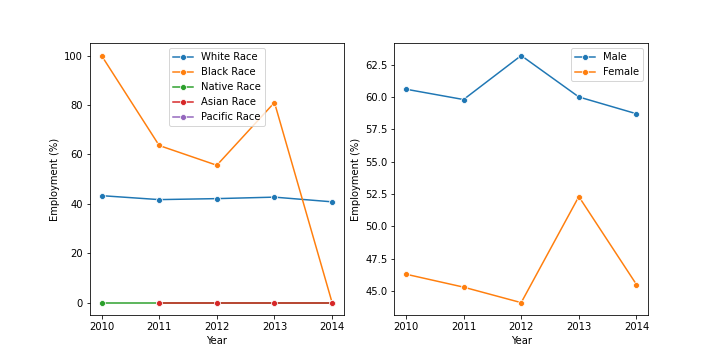 Employment (%)
100
80
60
40
20
0
2010 2011 2012 2013 2014
Year
White Race
Black Race
Native Race
Asian Race
Pacific Race
Employment (%)
62.5
60.0
57.5
55.0
52.5
50.0
47.5
45.0
2010 2011 2012 2013 2014
Year
Male
Female